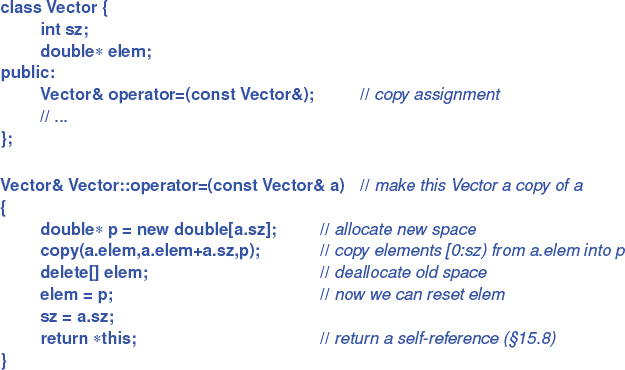 class Vector {
int sz;
double* elem;
public:
Vector& operator=(const Vector&); // copy assignment
// ...
};
Vector& Vector::operator=(const Vector& a) // make this Vector a copy of a
{
double* p = new double[a.sz]; // allocate new space
copy(a.elem,a.elem+a.sz,p); // copy elements [0:sz) from a.elem into p
delete[] elem; // deallocate old space
elem = p; // now we can reset elem
sz = a.sz;
return *this; // return a self-reference (§15.8)
}